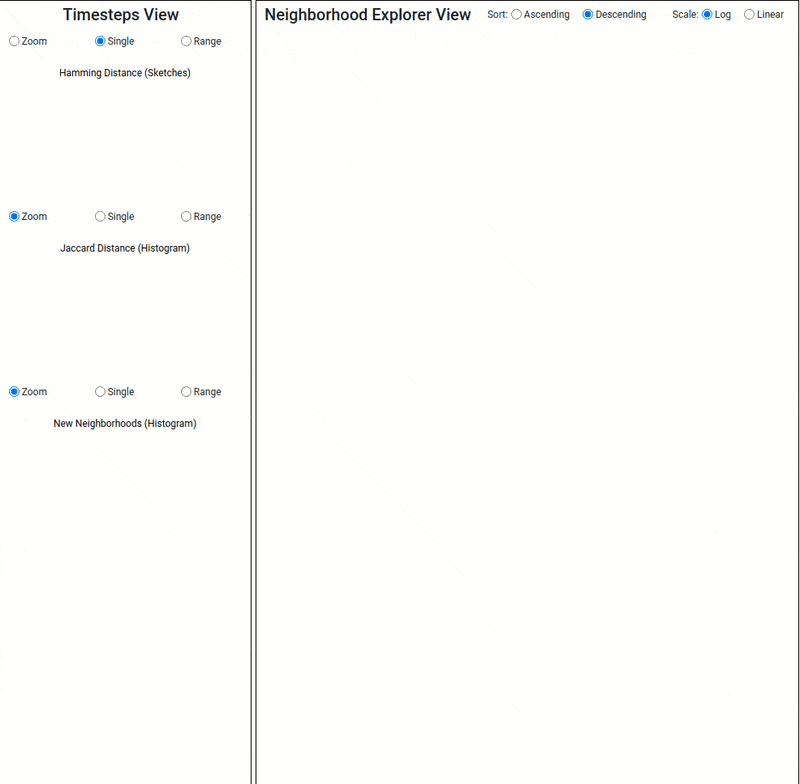 Timesteps View
Zoom Single Range
Hamming Distance (Sketches)
Zoom Single Range
Jaccard Distance (Histogram)
Zoom Single Range
New Neighborhoods (Histogram)
Neighborhood Explorer View Sort: Ascending Descending Scale: Log Linear